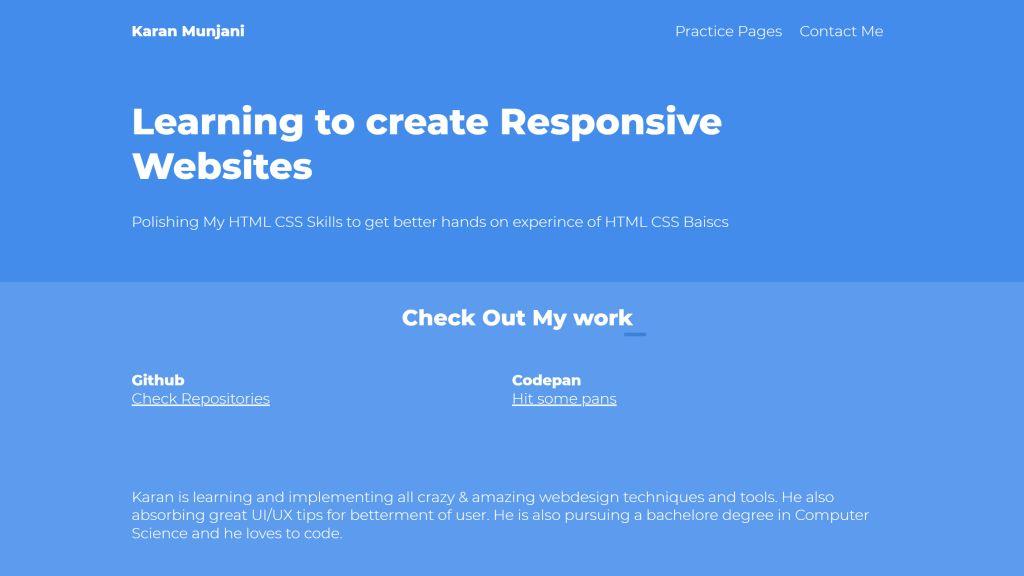 Karan Munjani
Practice Pages
Contact Me
Learning to create Responsive
Websites
Polishing My HTML CSS Skills to get better hands on experince of HTML CSS Baiscs
Check Out My work
Github
Check Repositories
Codepan
Hit some pans
Karan is learning and implementing all crazy & amazing webdesign techniques and tools. He also
absorbing great UI/UX tips for betterment of user. He is also pursuing a bachelore degree in Computer
Science and he loves to code.